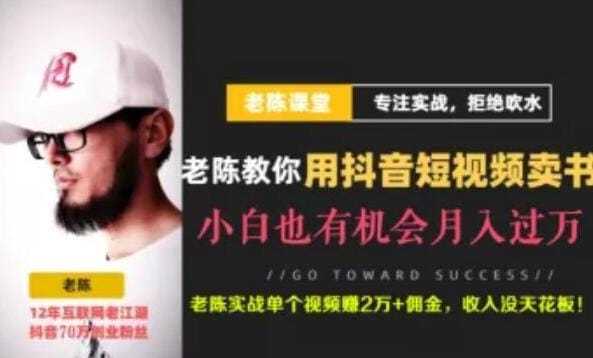 老陈课堂
专注实战，拒绝吹水
老陈教你用抖音短视频卖书
小白也有机会月入过万
//GO TOWARD SUCCESS//
老陈实战单个视频赚2万+佣金，收入没天花板！
老陈
12年互联网老江湖
抖音70万创业粉丝